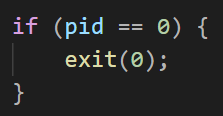 if (pid == 0) {
    exit(0);
}